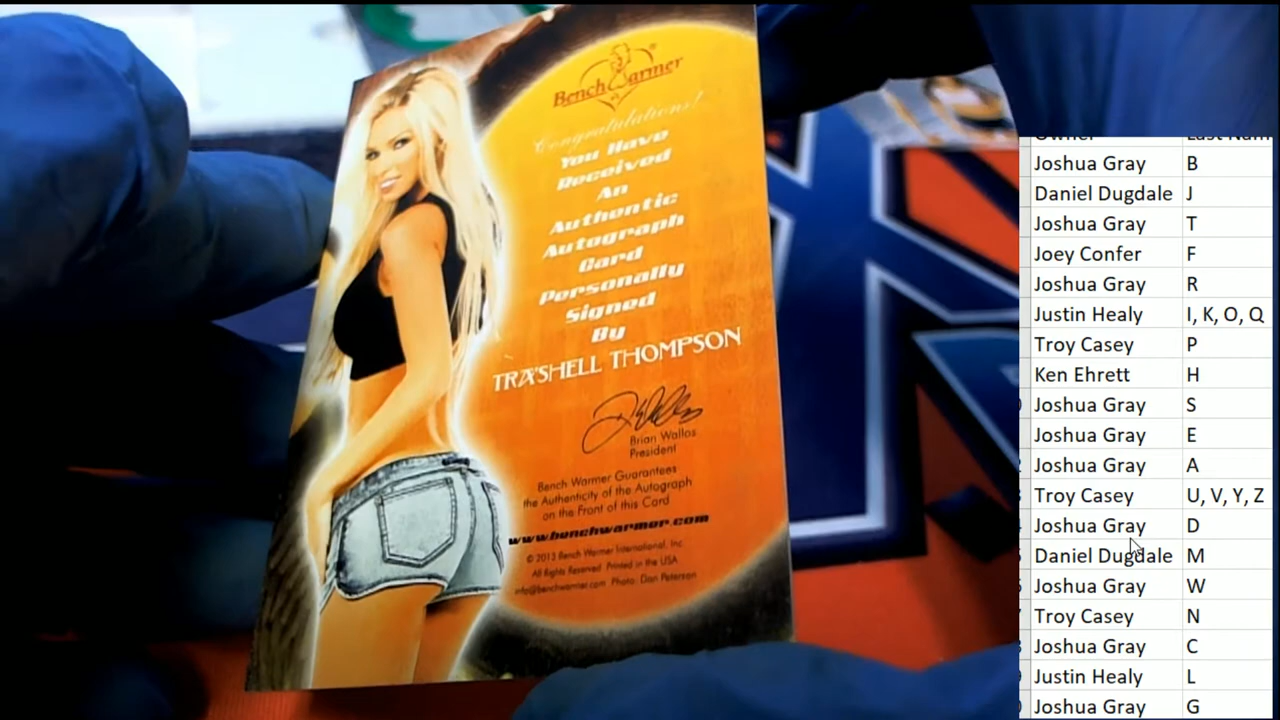 Bench Warmer
Congratulations!
You Have
Received
An
Authentic
Autograph
Card
Personally
Signed
By
TRA'SHELL THOMPSON
Brian Wallos
President
Bench Warmer Guarantees
the Authenticity of the Autograph
on the Front of this Card
www.benchwarmer.com
© 2013 Bench Warmer International, Inc.
All Rights Reserved Printed in the USA
info@benchwarmer.com Photo: Dan Peterson
Owner Last Nam
Joshua Gray B
Daniel Dugdale J
Joshua Gray T
Joey Confer F
Joshua Gray R
Justin Healy I, K, O, Q
Troy Casey P
Ken Ehrett H
Joshua Gray S
Joshua Gray E
Joshua Gray A
Troy Casey U, V, Y, Z
Joshua Gray D
Daniel Dugdale M
Joshua Gray W
Troy Casey N
Joshua Gray C
Justin Healy L
Joshua Gray G